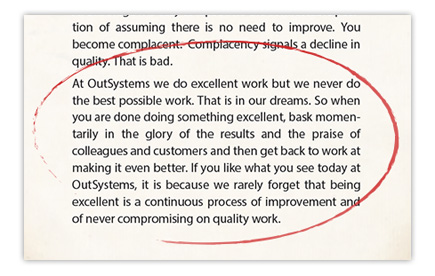 tion of assuming there is no need to improve. You
become complacent. Complacency signals a decline in
quality. That is bad.
At OutSystems we do excellent work but we never do
the best possible work. That is in our dreams. So when
you are done doing something excellent, bask momen-
tarily in the glory of the results and the praise of
colleagues and customers and then get back to work at
making it even better. If you like what you see today at
OutSystems, it is because we rarely forget that being
excellent is a continuous process of improvement and
of never compromising on quality work.